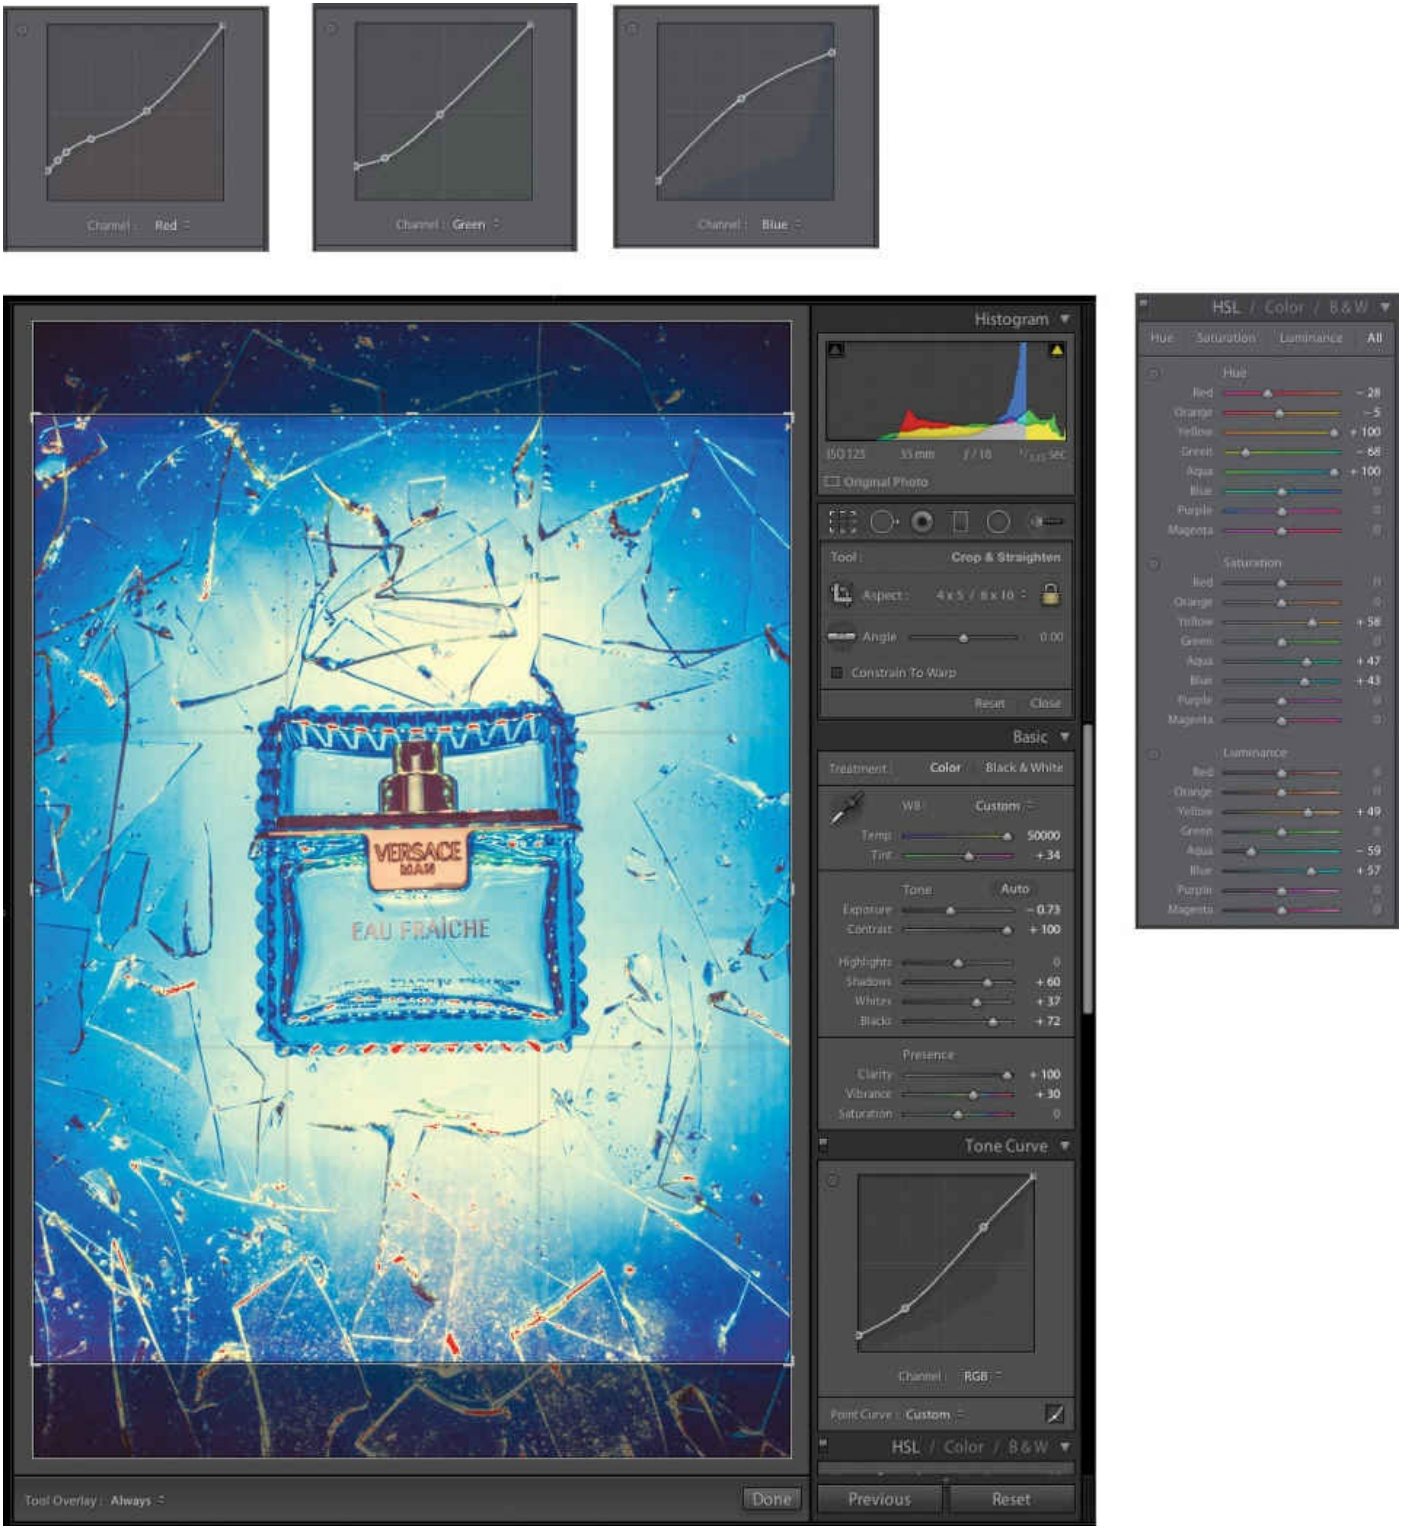 Channel : Red
Channel : Green
Channel : Blue
Histogram
ISO 125 35 mm f / 16 sec
Original Photo
Tool : Crop & Straighten
Aspect : 4 x 5 / 8 x 10
Angle 0.00
Constrain To Warp
Reset Close
Basic
Treatment : Color Black & White
WB : Custom
Temp 50000
Tint + 34
Tone Auto
Exposure - 0.73
Contrast + 100
Highlights 0
Shadows + 60
Whites + 37
Blacks + 72
Presence
Clarity + 100
Vibrance + 30
Saturation 0
Tone Curve
Channel : RGB
Point Curve : Custom
HSL / Color / B & W
Previous Reset
VERSACE
MAN
EAU FRAÎCHE
Tool Overlay : Always Done
HSL / Color / B & W
Hue Saturation Luminance All
Hue
Red - 28
Orange - 5
Yellow + 100
Green - 68
Aqua + 100
Blue 0
Purple 0
Magenta 0
Saturation
Red 0
Orange 0
Yellow + 58
Green 0
Aqua + 47
Blue + 43
Purple 0
Magenta 0
Luminance
Red 0
Orange 0
Yellow + 49
Green 0
Aqua - 59
Blue + 57
Purple 0
Magenta 0